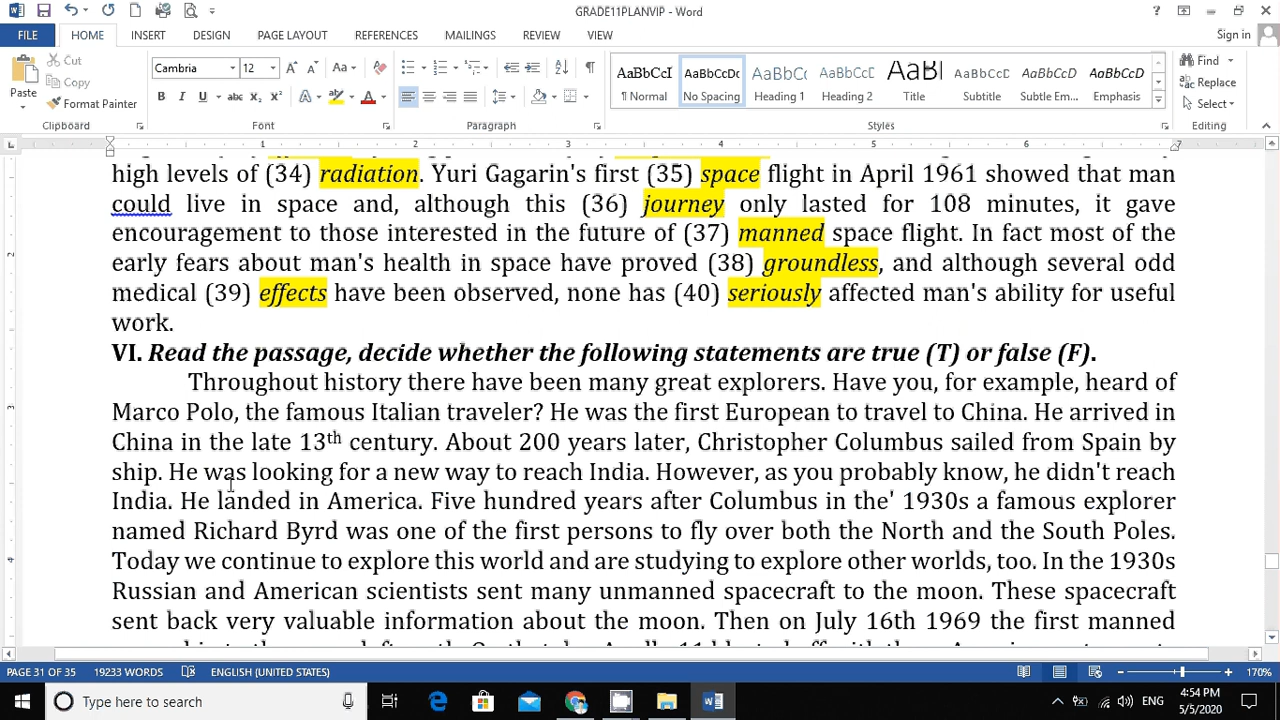 GRADE11PLANVIP - Word
Sign in
FILE HOME INSERT DESIGN PAGE LAYOUT REFERENCES MAILINGS REVIEW VIEW
Paste
Cut
Copy
Format Painter
Cambria 12
B I U abc X₂ X²
AaBbCcI AaBbCcDc AaBbCc AaBbCcC AaBl AaBbCcD AaBbCcD AaBbCcDc
¶ Normal No Spacing Heading 1 Heading 2 Title Subtitle Subtle Em... Emphasis
Find
Replace
Select
Clipboard Font Paragraph Styles Editing
1 2 3 4 5 6 7
high levels of (34) radiation. Yuri Gagarin's first (35) space flight in April 1961 showed that man
could live in space and, although this (36) journey only lasted for 108 minutes, it gave
encouragement to those interested in the future of (37) manned space flight. In fact most of the
early fears about man's health in space have proved (38) groundless, and although several odd
medical (39) effects have been observed, none has (40) seriously affected man's ability for useful
work.
VI. Read the passage, decide whether the following statements are true (T) or false (F).
Throughout history there have been many great explorers. Have you, for example, heard of
Marco Polo, the famous Italian traveler? He was the first European to travel to China. He arrived in
China in the late 13th century. About 200 years later, Christopher Columbus sailed from Spain by
ship. He was looking for a new way to reach India. However, as you probably know, he didn't reach
India. He landed in America. Five hundred years after Columbus in the' 1930s a famous explorer
named Richard Byrd was one of the first persons to fly over both the North and the South Poles.
Today we continue to explore this world and are studying to explore other worlds, too. In the 1930s
Russian and American scientists sent many unmanned spacecraft to the moon. These spacecraft
sent back very valuable information about the moon. Then on July 16th 1969 the first manned
PAGE 31 OF 35 19233 WORDS ENGLISH (UNITED STATES) 170%
Type here to search
ENG
4:54 PM
5/5/2020